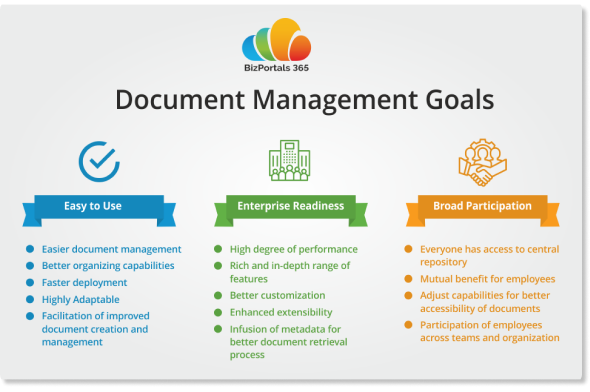 BizPortals 365
Document Management Goals
Easy to Use
Easier document management
Better organizing capabilities
Faster deployment
Highly Adaptable
Facilitation of improved
document creation and
management
Enterprise Readiness
High degree of performance
Rich and in-depth range of
features
Better customization
Enhanced extensibility
Infusion of metadata for
better document retrieval
process
Broad Participation
Everyone has access to central
repository
Mutual benefit for employees
Adjust capabilities for better
accessibility of documents
Participation of employees
across teams and organization